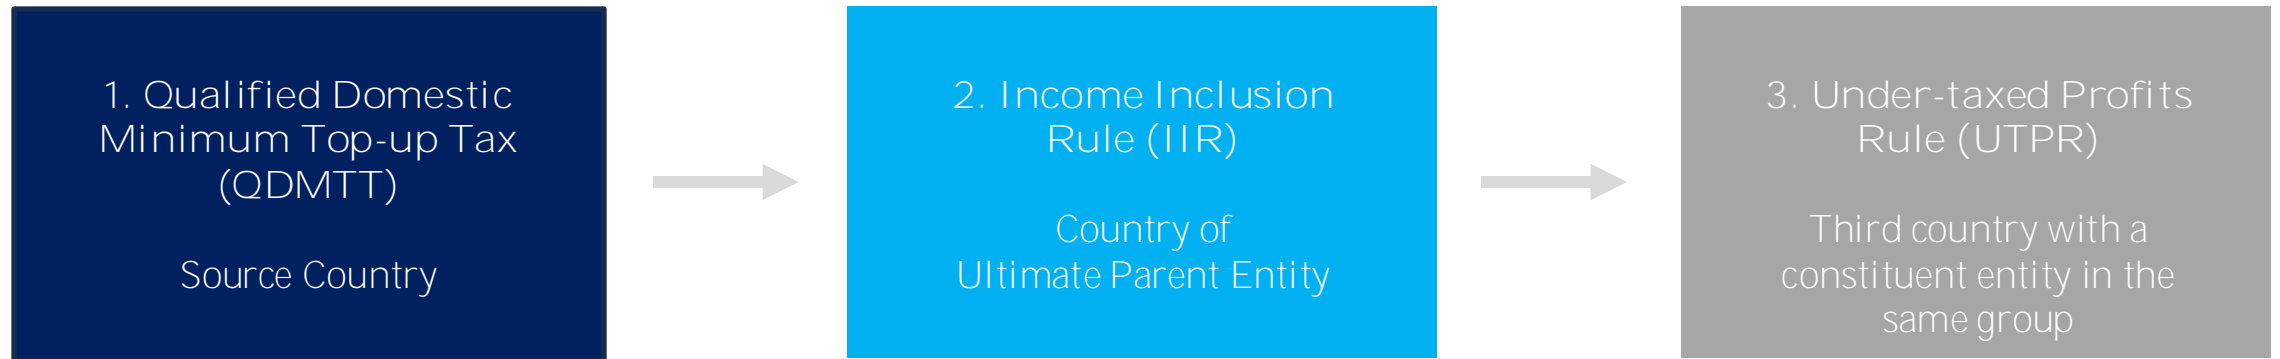 1. Qualified Domestic
Minimum Top-up Tax
(QDMTT)
Source Country
2. Income Inclusion
Rule (IIR)
Country of
Ultimate Parent Entity
3. Under-taxed Profits
Rule (UTPR)
Third country with a
constituent entity in the
same group